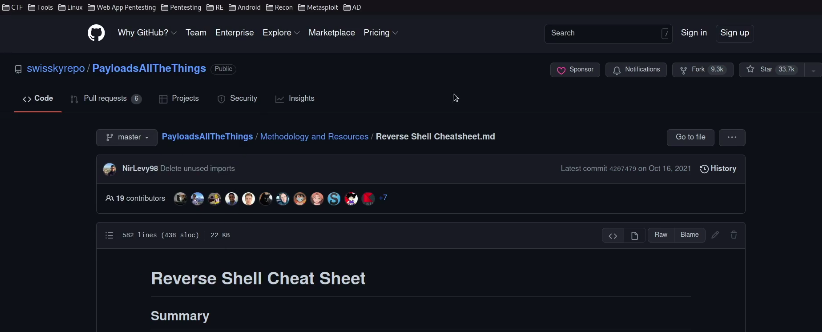 CTF Tools Linux Web App Pentesting Pentesting RE Android Recon Metasploit AD
Why GitHub? Team Enterprise Explore Marketplace Pricing Search / Sign in Sign up
swisskyrepo / PayloadsAllTheThings Public Sponsor Notifications Fork 9.3k Star 33.7k
Code Pull requests 6 Projects Security Insights
master PayloadsAllTheThings / Methodology and Resources / Reverse Shell Cheatsheet.md Go to file ...
NirLevy98 Delete unused imports Latest commit 4267479 on Oct 16, 2021 History
19 contributors +7
582 lines (438 sloc) 22 KB <> Raw Blame
Reverse Shell Cheat Sheet
Summary